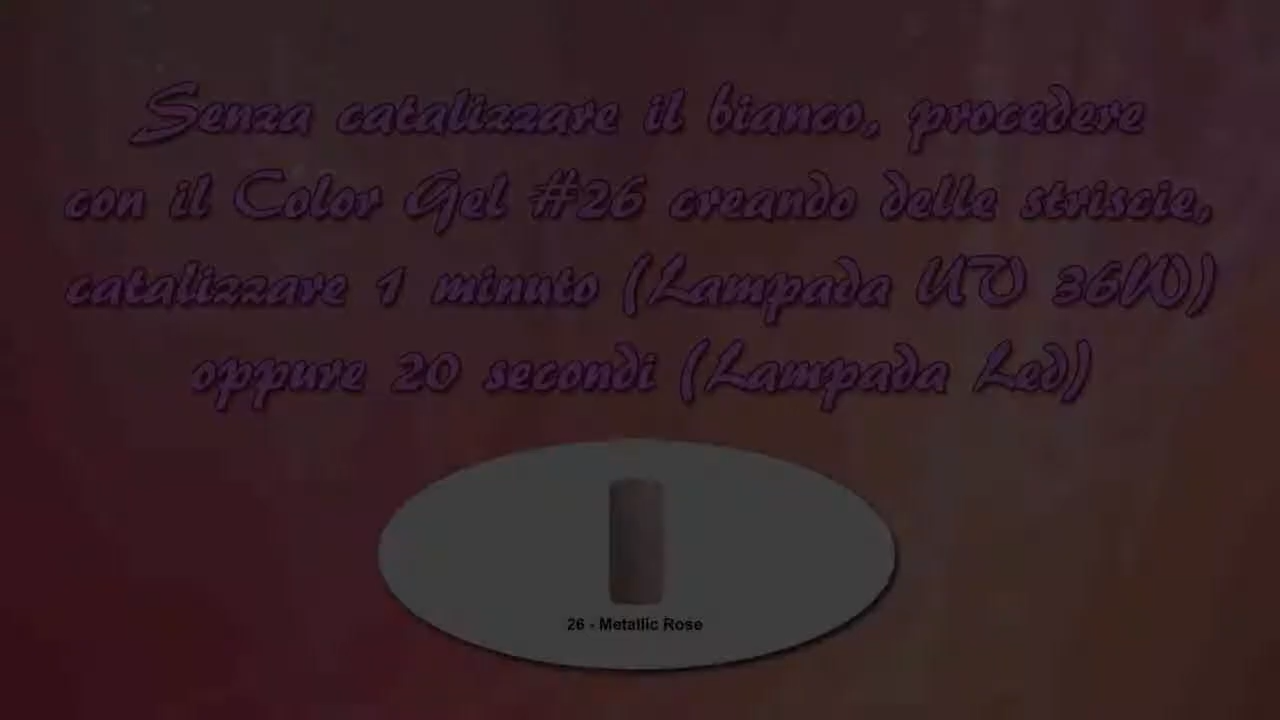 Senza catalizzare il bianco, procedere
con il Color Gel #26 creando delle striscie,
catalizzare 1 minuto (Lampada UV 36W)
oppure 20 secondi (Lampada Led)
26 - Metallic Rose